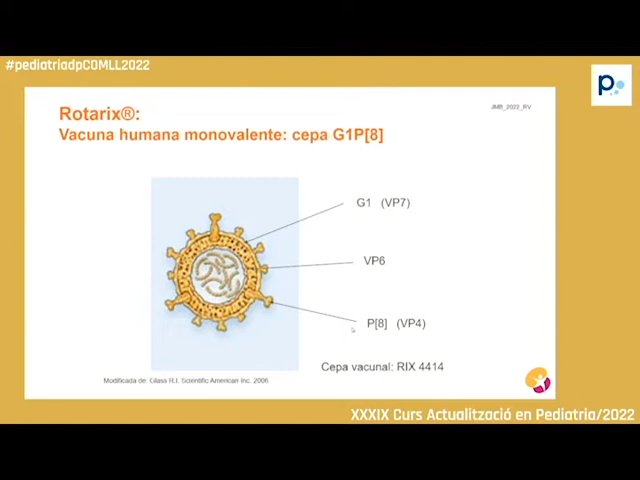 #pediatriadpCOMLL2022
p
Rotarix®:
JMB_2022_RV
Vacuna humana monovalente: cepa G1P[8]
G1 (VP7)
VP6
P[8] (VP4)
Cepa vacunal: RIX 4414
Modificada de: Glass R.I. Scientific American Inc. 2006
XXXIX Curs Actualització en Pediatria/2022